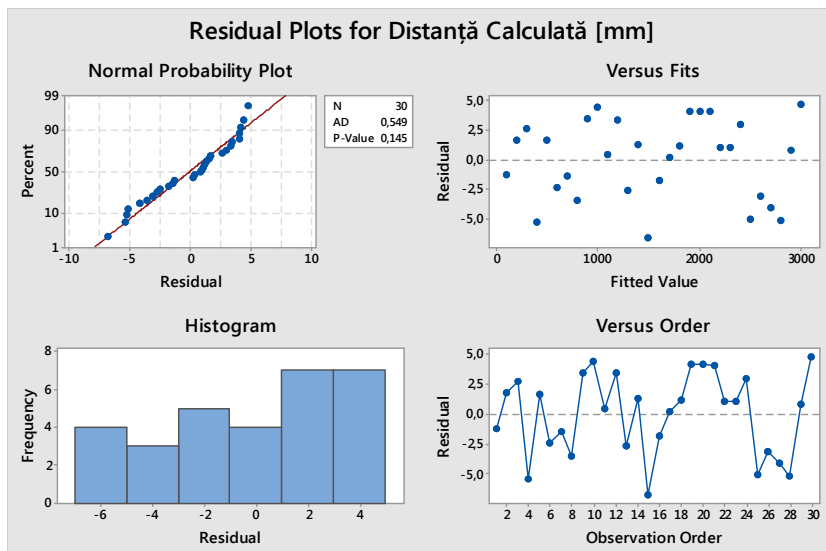 Residual Plots for Distanță Calculată [mm]
Normal Probability Plot
99
90
50
10
1
Percent
-10 -5 0 5 10
Residual
N 30
AD 0,549
P-Value 0,145
Versus Fits
5,0
2,5
0,0
-2,5
-5,0
Residual
0 1000 2000 3000
Fitted Value
Histogram
8
6
4
2
0
Frequency
-6 -4 -2 0 2 4
Residual
Versus Order
5,0
2,5
0,0
-2,5
-5,0
Residual
2 4 6 8 10 12 14 16 18 20 22 24 26 28 30
Observation Order